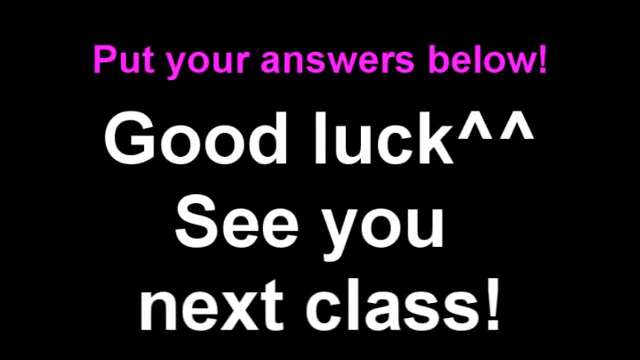 Put your answers below!
Good luck^^
See you
next class!